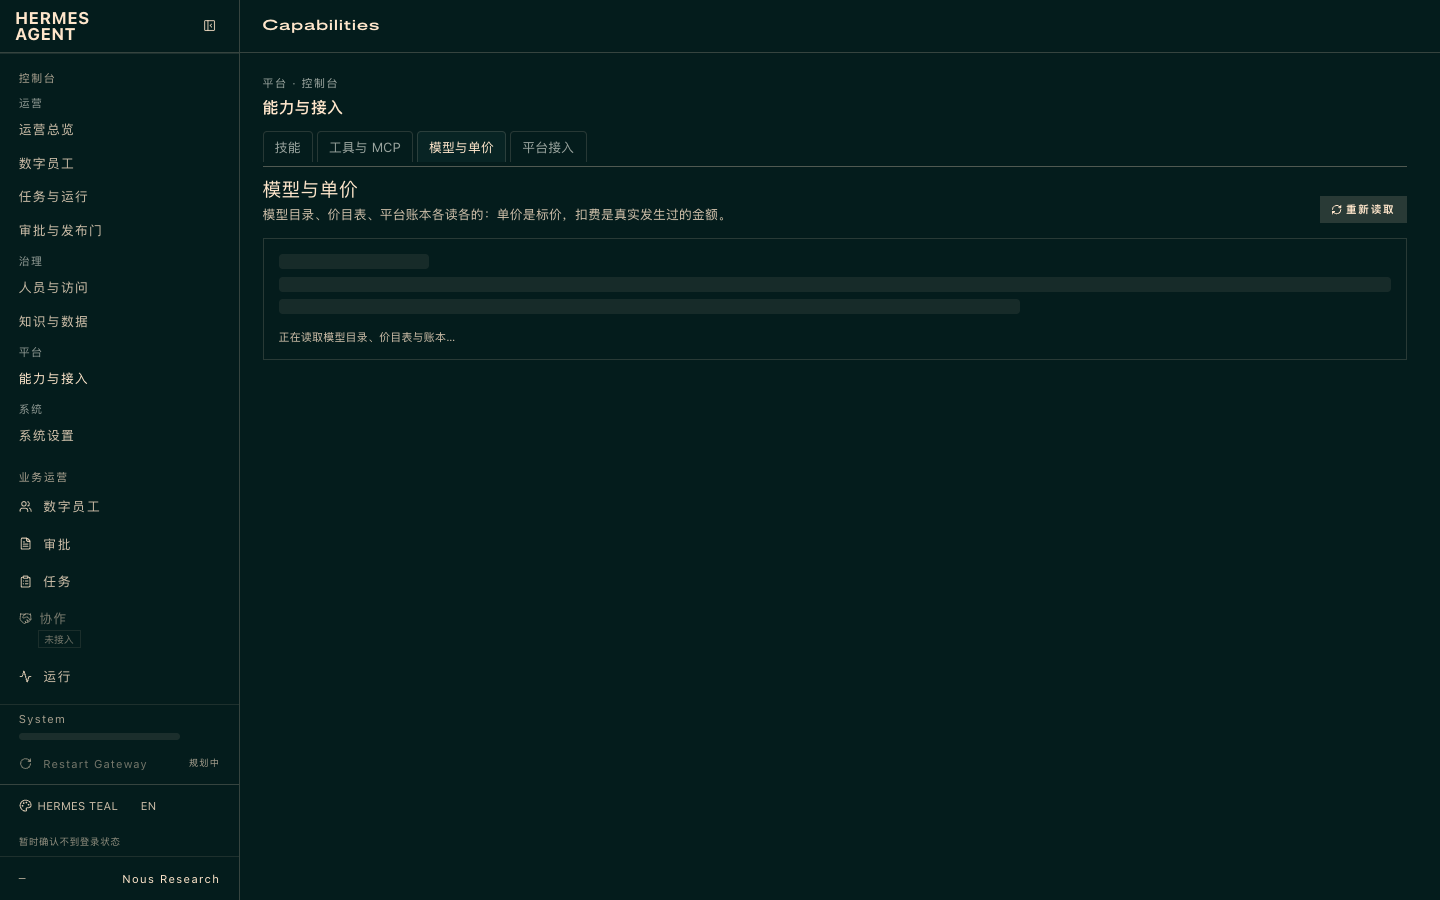 HERMES
AGENT
Capabilities
控制台
运营
运营总览
数字员工
任务与运行
审批与发布门
治理
人员与访问
知识与数据
平台
能力与接入
系统
系统设置
业务运营
数字员工
审批
任务
协作
未接入
运行
System
Restart Gateway 规划中
HERMES TEAL EN
暂时确认不到登录状态
– Nous Research
平台 · 控制台
能力与接入
技能 工具与 MCP 模型与单价 平台接入
模型与单价
模型目录、价目表、平台账本各读各的：单价是标价，扣费是真实发生过的金额。
重新读取
正在读取模型目录、价目表与账本…